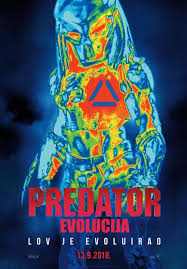 PREDATOR
EVOLUCIJA
LOV JE EVOLUIRAO
13.9.2018.